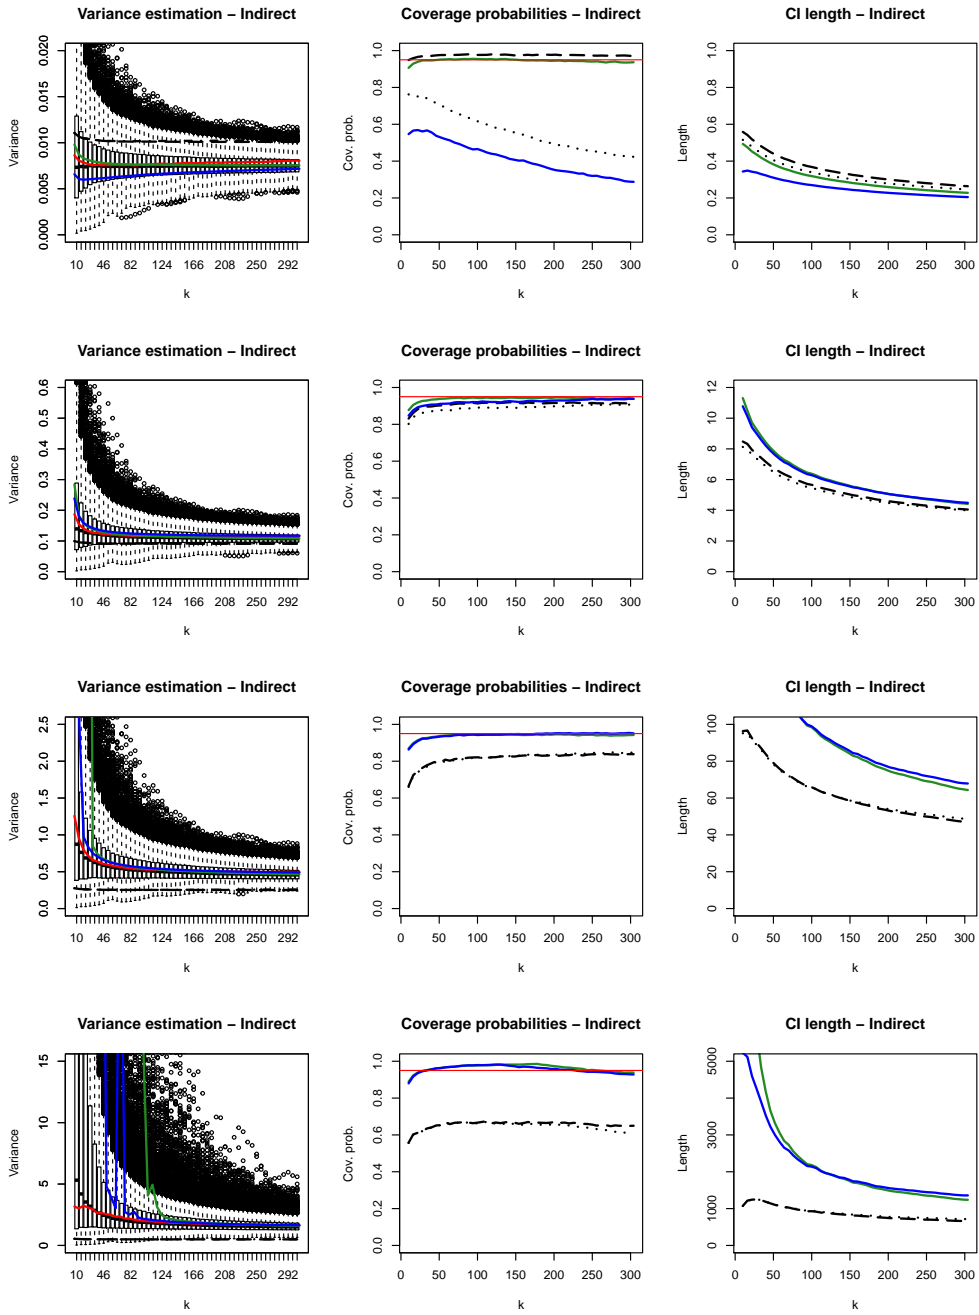 Variance estimation – Indirect
Coverage probabilities – Indirect
CI length – Indirect
Variance
0.000 0.005 0.010 0.015 0.020
10 46 82 124 166 208 250 292
k
Cov. prob.
0.0 0.2 0.4 0.6 0.8 1.0
0 50 100 150 200 250 300
k
Length
0.0 0.2 0.4 0.6 0.8 1.0
0 50 100 150 200 250 300
k
Variance estimation – Indirect
Coverage probabilities – Indirect
CI length – Indirect
Variance
0.0 0.1 0.2 0.3 0.4 0.5 0.6
10 46 82 124 166 208 250 292
k
Cov. prob.
0.0 0.2 0.4 0.6 0.8 1.0
0 50 100 150 200 250 300
k
Length
0 2 4 6 8 10 12
0 50 100 150 200 250 300
k
Variance estimation – Indirect
Coverage probabilities – Indirect
CI length – Indirect
Variance
0.0 0.5 1.0 1.5 2.0 2.5
10 46 82 124 166 208 250 292
k
Cov. prob.
0.0 0.2 0.4 0.6 0.8 1.0
0 50 100 150 200 250 300
k
Length
0 20 40 60 80 100
0 50 100 150 200 250 300
k
Variance estimation – Indirect
Coverage probabilities – Indirect
CI length – Indirect
Variance
0 5 10 15
10 46 82 124 166 208 250 292
k
Cov. prob.
0.0 0.2 0.4 0.6 0.8 1.0
0 50 100 150 200 250 300
k
Length
0 1000 3000 5000
0 50 100 150 200 250 300
k